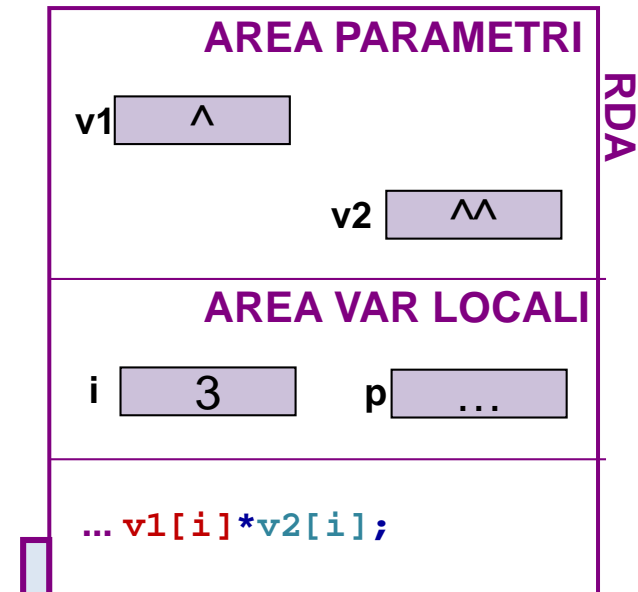 AREA PARAMETRI
RDA
v1 ^
v2 ^^
AREA VAR LOCALI
i 3 p ...
... v1[i]*v2[i];